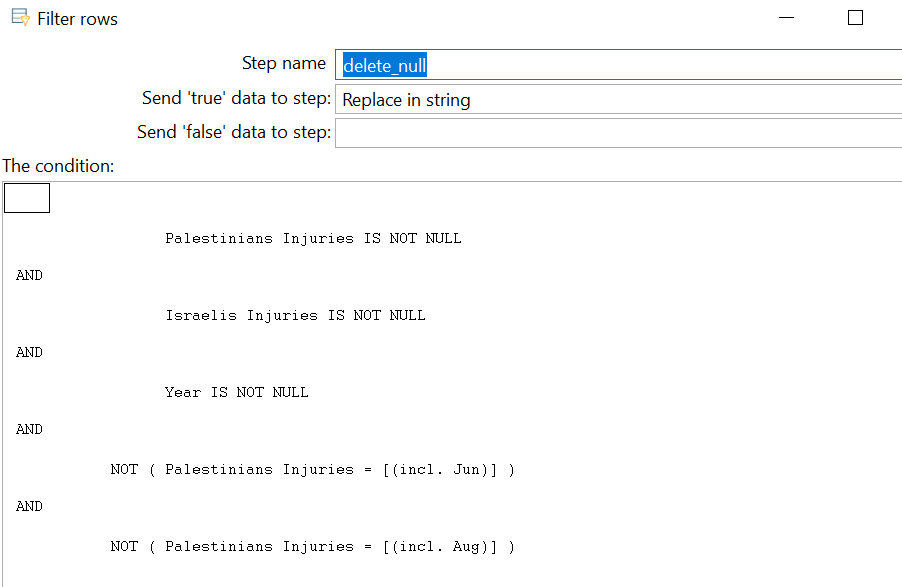 Filter rows
Step name delete_null
Send 'true' data to step: Replace in string
Send 'false' data to step:
The condition:
Palestinians Injuries IS NOT NULL
AND
Israelis Injuries IS NOT NULL
AND
Year IS NOT NULL
AND
NOT ( Palestinians Injuries = [(incl. Jun)] )
AND
NOT ( Palestinians Injuries = [(incl. Aug)] )